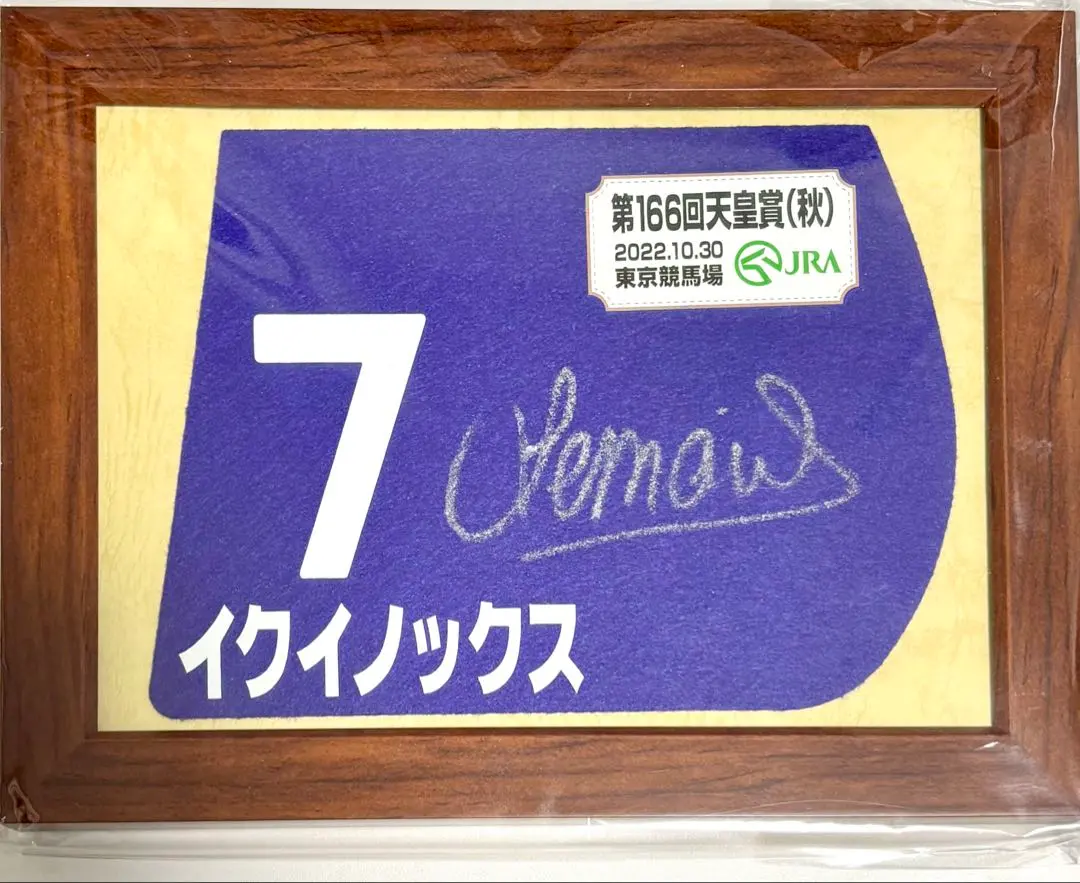 第166回天皇賞(秋)
2022.10.30
東京競馬場
JRA
7
イクイノックス